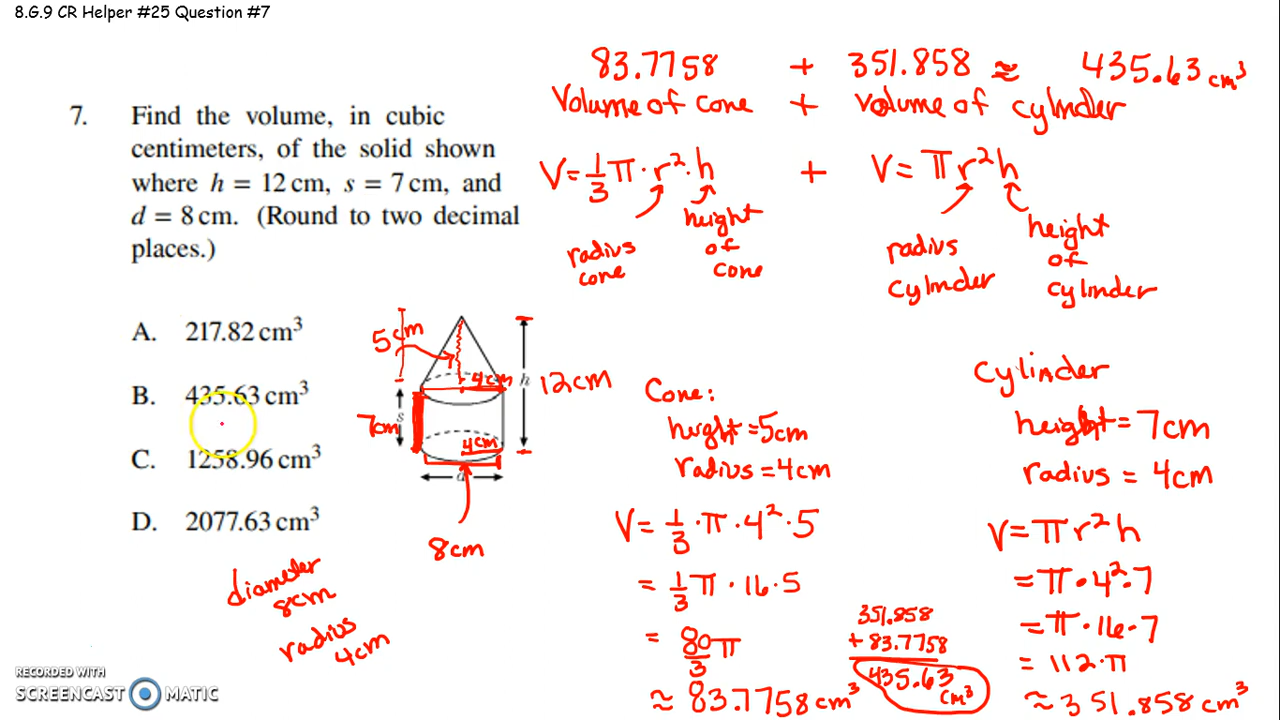 8.G.9 CR Helper #25 Question #7
83.7758 + 351.858 ≈ 435.63 cm³
Volume of cone + volume of cylinder
V = 1/3 π · r² · h + V = π r² h
radius cone
height of cone
radius cylinder
height of cylinder
7. Find the volume, in cubic
centimeters, of the solid shown
where h = 12 cm, s = 7 cm, and
d = 8 cm. (Round to two decimal
places.)
A. 217.82 cm³
B. 435.63 cm³
C. 1258.96 cm³
D. 2077.63 cm³
5cm
4cm
h
12cm
7cm
s
4cm
d
8cm
diameter
8cm
radius
4cm
Cone:
height = 5cm
radius = 4cm
V = 1/3 · π · 4² · 5
= 1/3 π · 16 · 5
= 80/3 π
≈ 83.7758 cm³
351.858
+ 83.7758
435.63
cm³
Cylinder
height = 7cm
radius = 4cm
V = π r² h
= π · 4² · 7
= π · 16 · 7
= 112 · π
≈ 351.858 cm³
RECORDED WITH
SCREENCAST MATIC